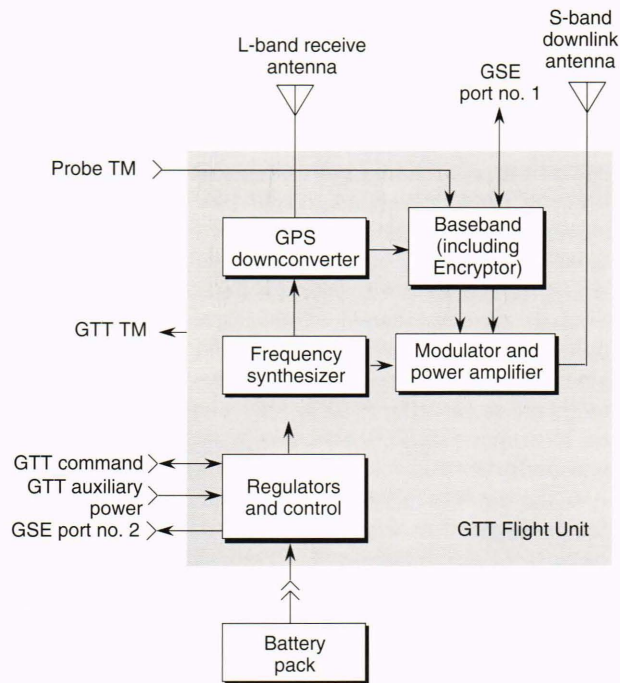 S-band
downlink
antenna
L-band receive
antenna
GSE
port no. 1
Probe TM
GPS
downconverter
Baseband
(including
Encryptor)
GTT TM
Frequency
synthesizer
Modulator and
power amplifier
GTT command
GTT auxiliary
power
GSE port no. 2
Regulators
and control
GTT Flight Unit
Battery
pack